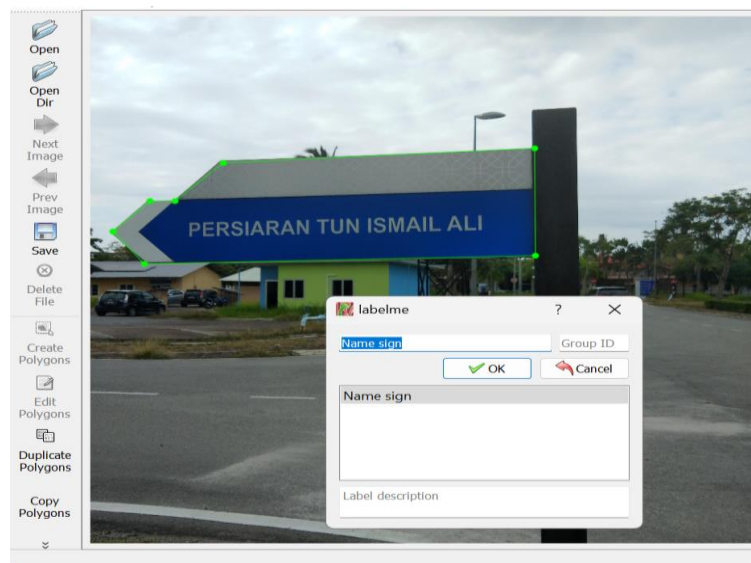 Open
Open
Dir
Next
Image
Prev
Image
Save
Delete
File
Create
Polygons
Edit
Polygons
Duplicate
Polygons
Copy
Polygons
PERSIARAN TUN ISMAIL ALI
labelme
?
Name sign
Group ID
OK
Cancel
Name sign
Label description